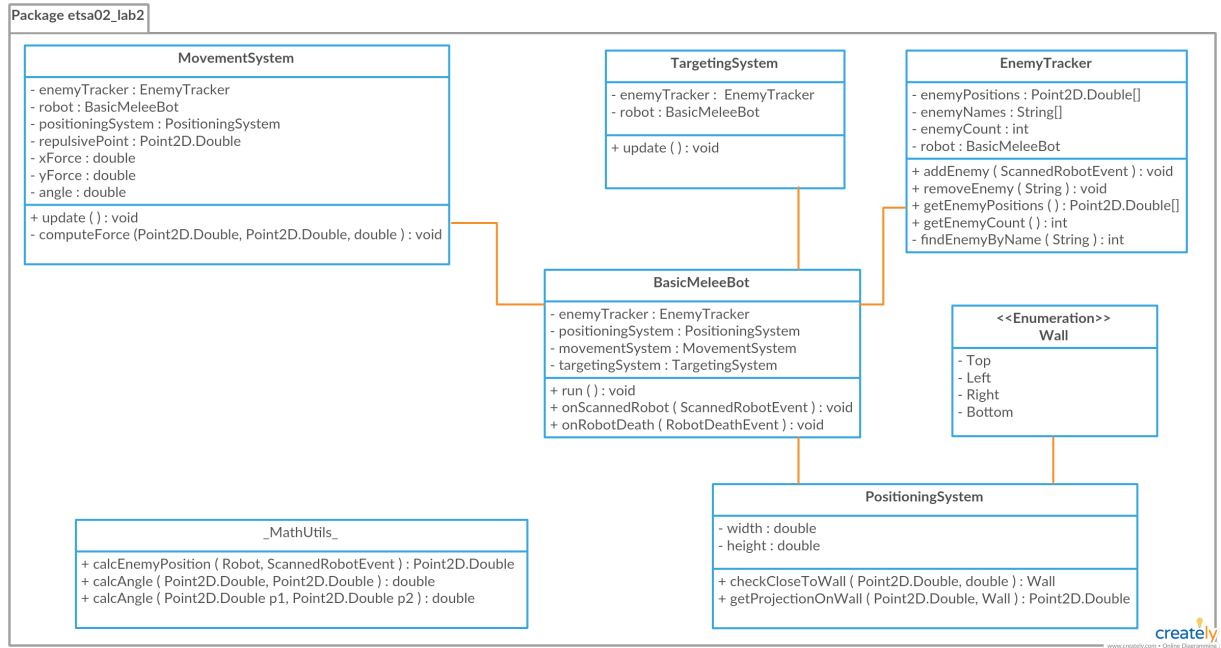 Package etsa02_lab2
MovementSystem
- enemyTracker : EnemyTracker
- robot : BasicMeleeBot
- positioningSystem : PositioningSystem
- repulsivePoint : Point2D.Double
- xForce : double
- yForce : double
- angle : double
+ update ( ) : void
- computeForce (Point2D.Double, Point2D.Double, double ) : void
TargetingSystem
- enemyTracker :  EnemyTracker
- robot : BasicMeleeBot
+ update ( ) : void
EnemyTracker
- enemyPositions : Point2D.Double[]
- enemyNames : String[]
- enemyCount : int
- robot : BasicMeleeBot
+ addEnemy ( ScannedRobotEvent ) : void
+ removeEnemy ( String ) : void
+ getEnemyPositions ( ) : Point2D.Double[]
+ getEnemyCount ( ) : int
- findEnemyByName ( String ) : int
BasicMeleeBot
- enemyTracker : EnemyTracker
- positioningSystem : PositioningSystem
- movementSystem : MovementSystem
- targetingSystem : TargetingSystem
+ run ( ) : void
+ onScannedRobot ( ScannedRobotEvent ) : void
+ onRobotDeath ( RobotDeathEvent ) : void
<<Enumeration>>
Wall
- Top
- Left
- Right
- Bottom
PositioningSystem
- width : double
- height : double
+ checkCloseToWall ( Point2D.Double, double ) : Wall
+ getProjectionOnWall ( Point2D.Double, Wall ) : Point2D.Double
_MathUtils_
+ calcEnemyPosition ( Robot, ScannedRobotEvent ) : Point2D.Double
+ calcAngle ( Point2D.Double, Point2D.Double ) : double
+ calcAngle ( Point2D.Double p1, Point2D.Double p2 ) : double
creately
www.creately.com • Online Diagramming